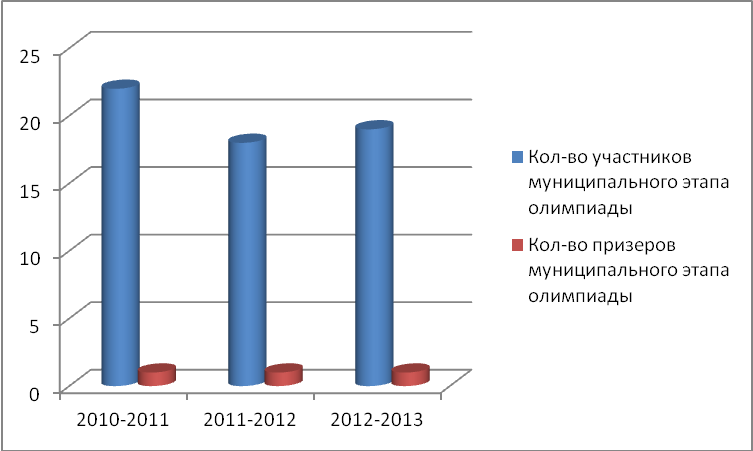 25
20
15
10
5
0
2010-2011
2011-2012
2012-2013
Кол-во участников
муниципального этапа
олимпиады
Кол-во призеров
муниципального этапа
олимпиады